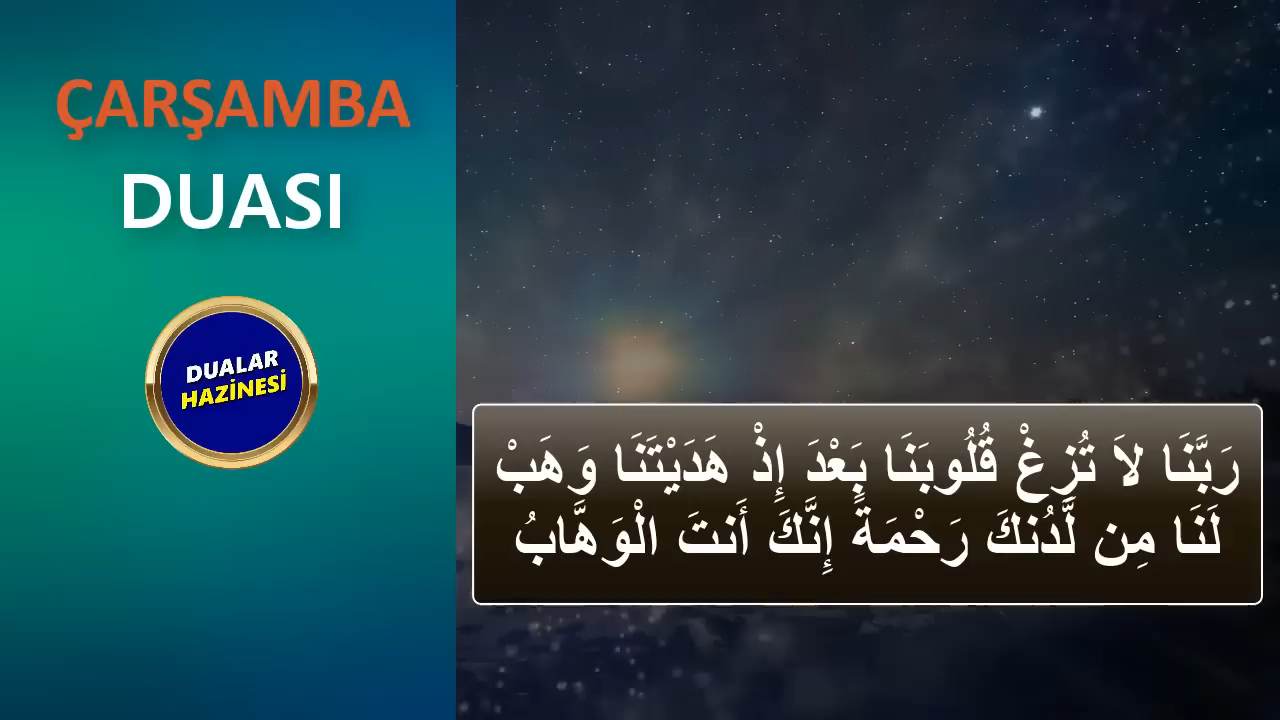 ÇARŞAMBA
DUASI
DUALAR
HAZİNESİ
رَبَّنَا لاَ تُزِغْ قُلُوبَنَا بَعْدَ إِذْ هَدَيْتَنَا وَهَبْ
لَنَا مِن لَّدُنكَ رَحْمَةً إِنَّكَ أَنتَ الْوَهَّابُ